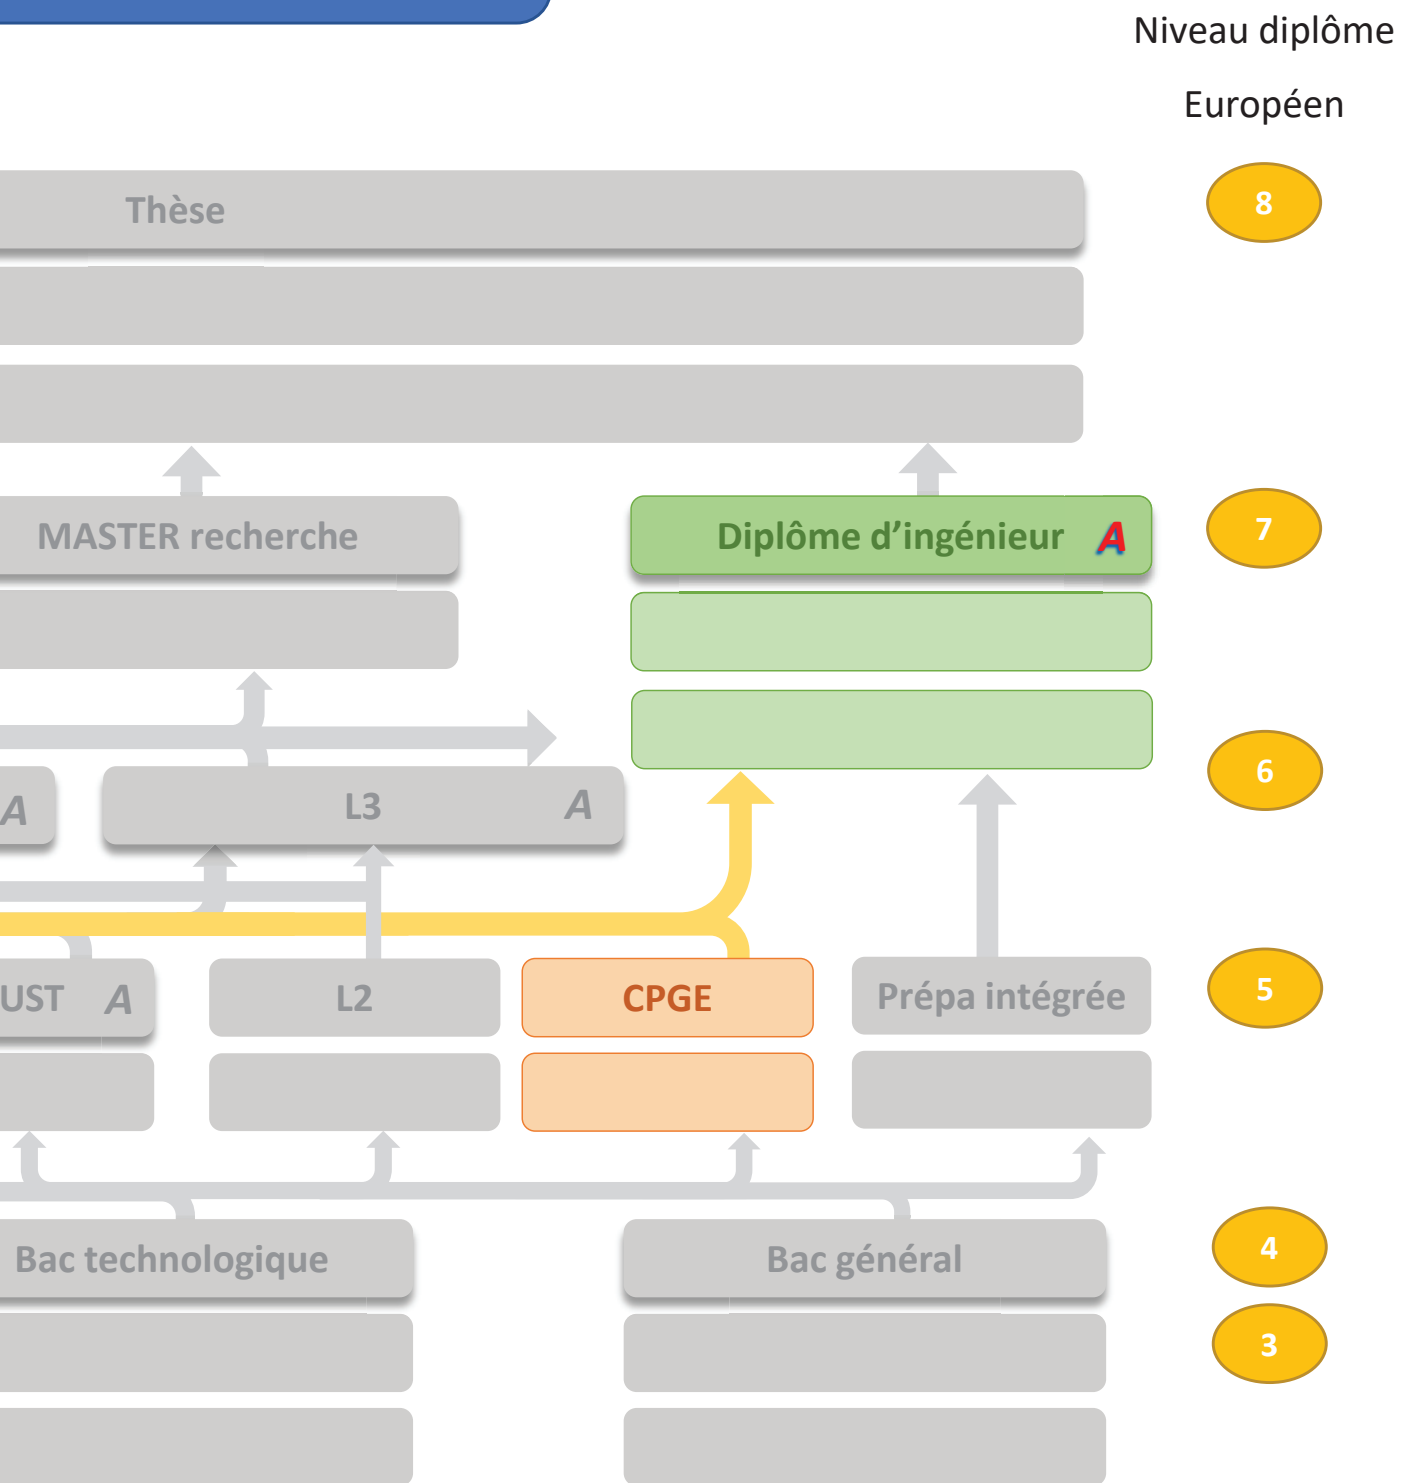 Niveau diplôme
Européen
Thèse
8
MASTER recherche
Diplôme d'ingénieur A
7
A
L3 A
6
UST A
L2
CPGE
Prépa intégrée
5
Bac technologique
Bac général
4
3